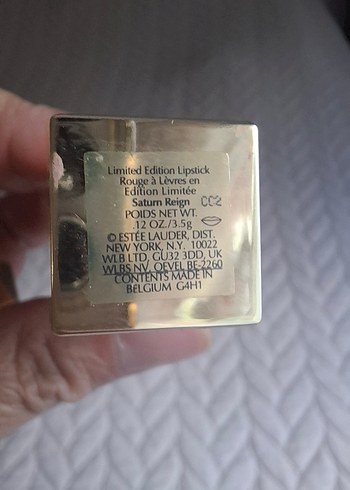 Limited Edition Lipstick
Rouge à Lèvres en
Edition Limitée
Saturn Reign CC2
POIDS NET WT.
.12 OZ./3.5g
© ESTÉE LAUDER, DIST.
NEW YORK, N.Y. 10022
WLB LTD, GU32 3DD, UK
WLBS NV, OEVEL BE-2260
CONTENTS MADE IN
BELGIUM G4H1